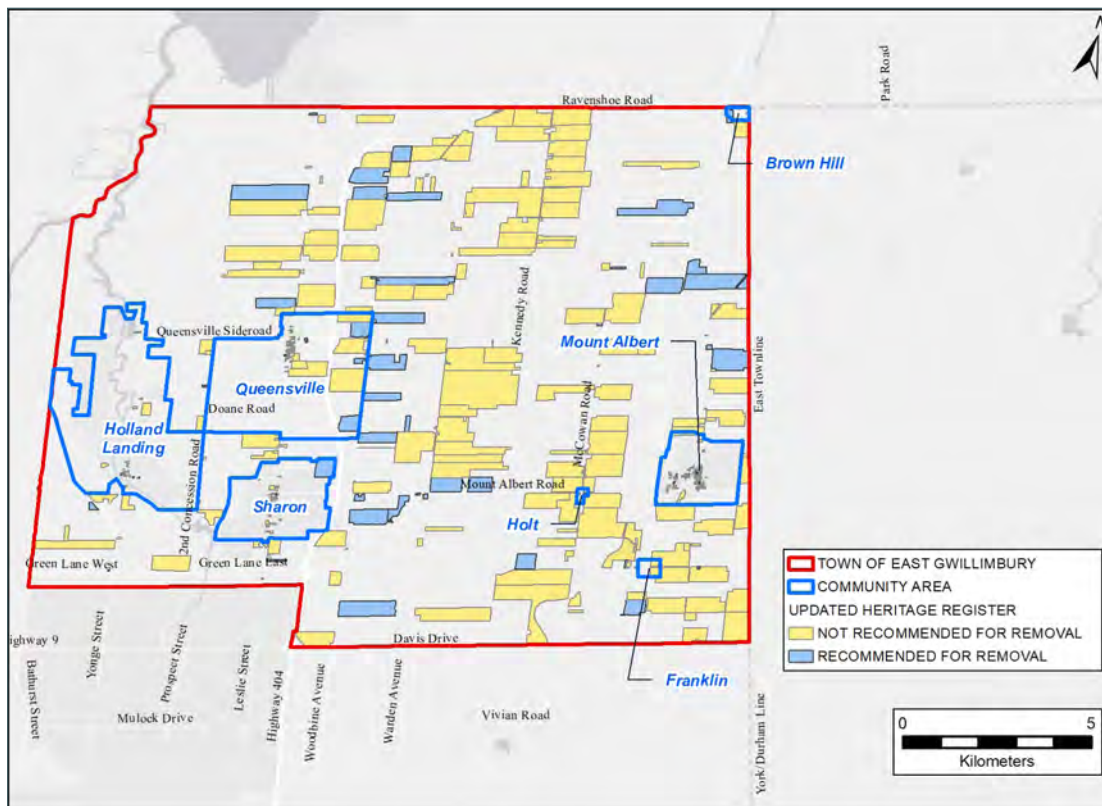 N
Park Road
Ravenshoe Road
Brown Hill
Kennedy Road
Queensville Sideroad
Mount Albert
East Townline
Queensville
Doane Road
McCowan Road
Holland
Landing
2nd Concession Road
Mount Albert Road
Sharon
Holt
Green Lane West
Green Lane East
TOWN OF EAST GWILLIMBURY
COMMUNITY AREA
UPDATED HERITAGE REGISTER
NOT RECOMMENDED FOR REMOVAL
RECOMMENDED FOR REMOVAL
ighway 9
Davis Drive
Franklin
Bathurst Street
Yonge Street
Prospect Street
Leslie Street
Highway 404
Woodbine Avenue
Warden Avenue
Mulock Drive
Vivian Road
York/Durham Line
0 5
Kilometers